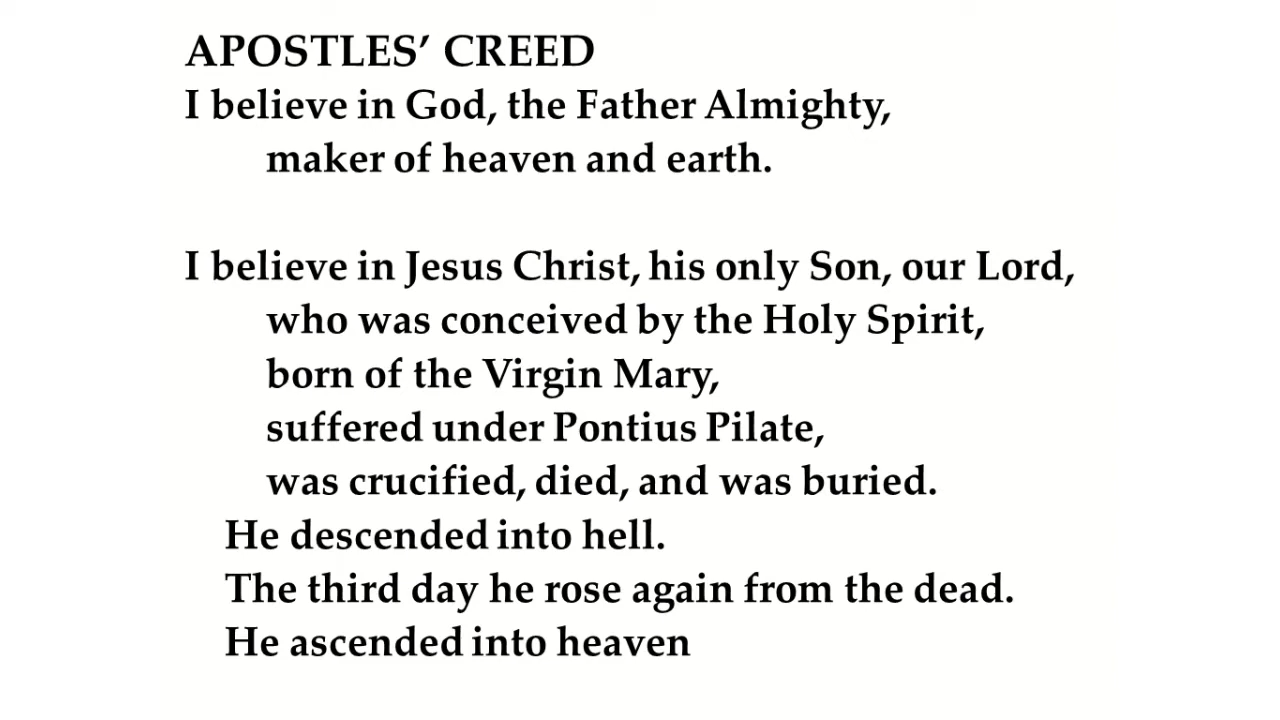 APOSTLES’ CREED
I believe in God, the Father Almighty,
maker of heaven and earth.
I believe in Jesus Christ, his only Son, our Lord,
who was conceived by the Holy Spirit,
born of the Virgin Mary,
suffered under Pontius Pilate,
was crucified, died, and was buried.
He descended into hell.
The third day he rose again from the dead.
He ascended into heaven